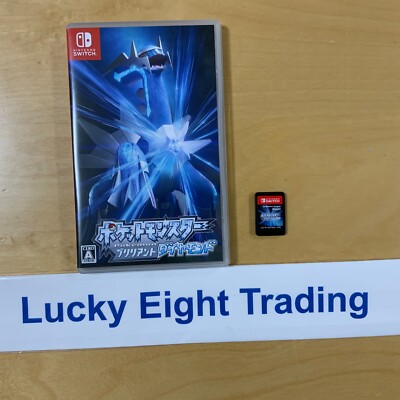 NINTENDO
SWITCH
ポケットモンスター
ブリリアントダイヤモンド
A
Lucky Eight Trading